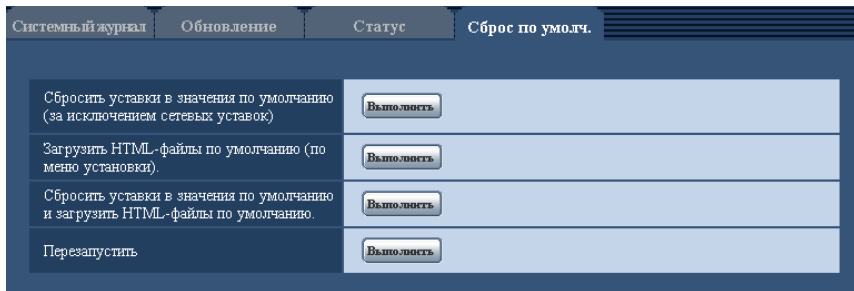 Системный журнал Обновление Статус Сброс по умолч.
Сбросить уставки в значения по умолчанию
(за исключением сетевых уставок)
Выполнить
Загрузить HTML-файлы по умолчанию (по
меню установки).
Выполнить
Сбросить уставки в значения по умолчанию
и загрузить HTML-файлы по умолчанию.
Выполнить
Перезапустить
Выполнить